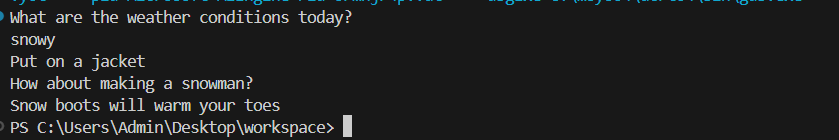 What are the weather conditions today?
snowy
Put on a jacket
How about making a snowman?
Snow boots will warm your toes
PS C:\Users\Admin\Desktop\workspace>